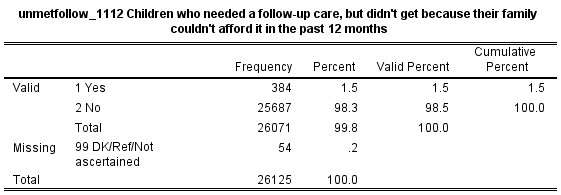 unmetfollow_1112 Children who needed a follow-up care, but didn't get because their family
couldn't afford it in the past 12 months
Frequency Percent Valid Percent Cumulative Percent
Valid 1 Yes 384 1.5 1.5 1.5
2 No 25687 98.3 98.5 100.0
Total 26071 99.8 100.0
Missing 99 DK/Ref/Not ascertained 54 .2
Total 26125 100.0